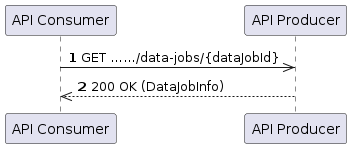 API Consumer
API Producer
1 GET ....../data-jobs/{dataJobId}
2 200 OK (DataJobInfo)
API Consumer
API Producer